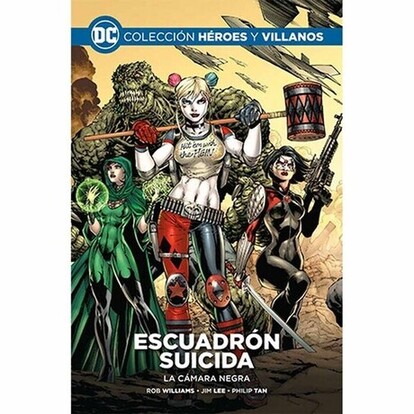 DC COLECCIÓN HÉROES Y VILLANOS
ESCUADRÓN
SUICIDA
LA CÁMARA NEGRA
ROB WILLIAMS • JIM LEE • PHILIP TAN